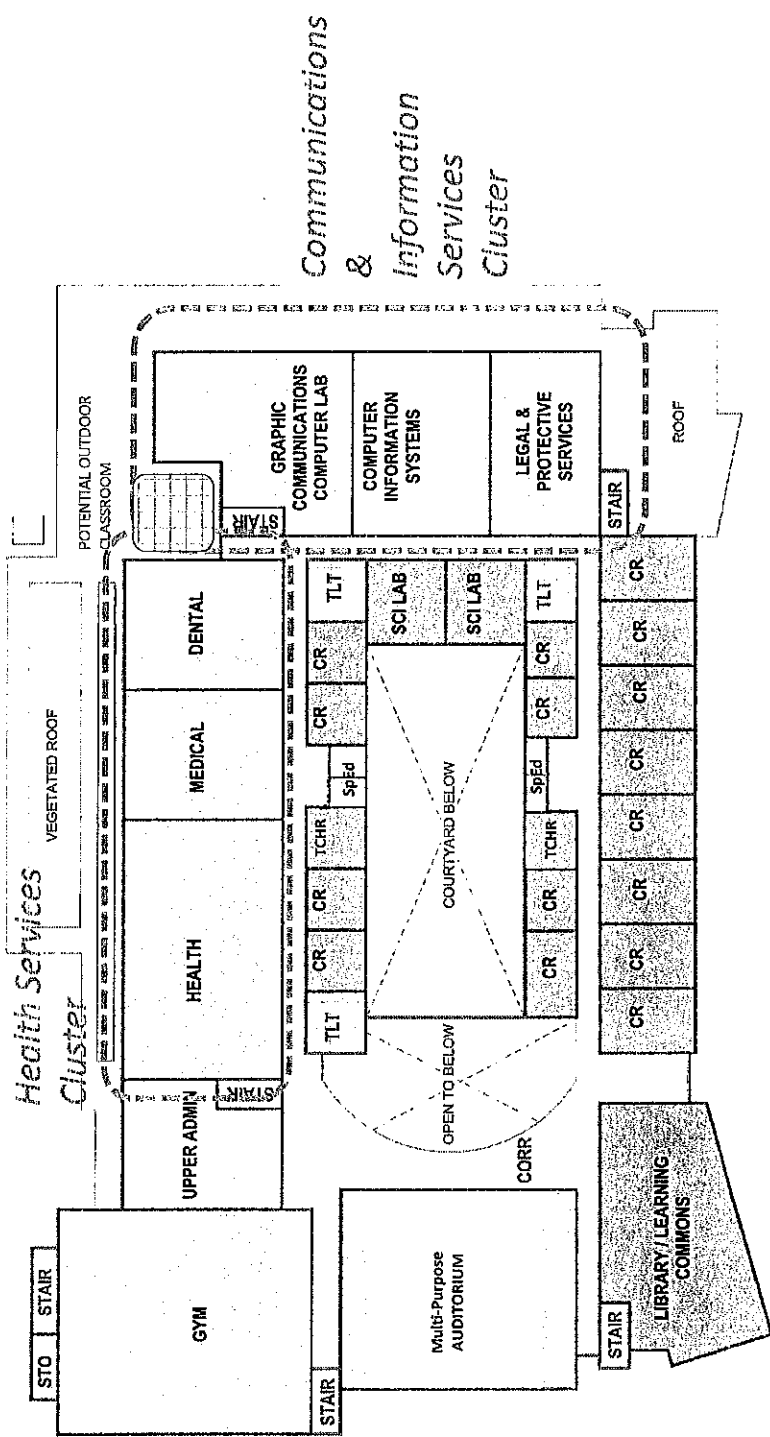 Health Services
Cluster
Communications
&
Information
Services
Cluster
VEGETATED ROOF
POTENTIAL OUTDOOR
CLASSROOM
STO
STAIR
GYM
UPPER ADMIN
STAIR
HEALTH
MEDICAL
DENTAL
STAIR
GRAPHIC
COMMUNICATIONS
COMPUTER LAB
COMPUTER
INFORMATION
SYSTEMS
LEGAL &
PROTECTIVE
SERVICES
STAIR
ROOF
STAIR
TLT
CR
CR
TCHR
SpEd
CR
CR
TLT
SCI LAB
SCI LAB
OPEN TO BELOW
COURTYARD BELOW
CR
CR
TCHR
SpEd
CR
CR
TLT
Multi-Purpose
AUDITORIUM
CORR
STAIR
LIBRARY / LEARNING
COMMONS
CR
CR
CR
CR
CR
CR
CR
CR